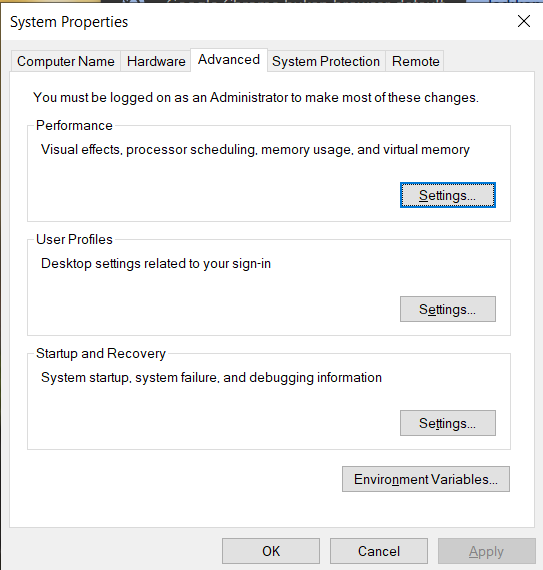 System Properties
Computer Name
Hardware
Advanced
System Protection
Remote
You must be logged on as an Administrator to make most of these changes.
Performance
Visual effects, processor scheduling, memory usage, and virtual memory
Settings...
User Profiles
Desktop settings related to your sign-in
Settings...
Startup and Recovery
System startup, system failure, and debugging information
Settings...
Environment Variables...
OK
Cancel
Apply